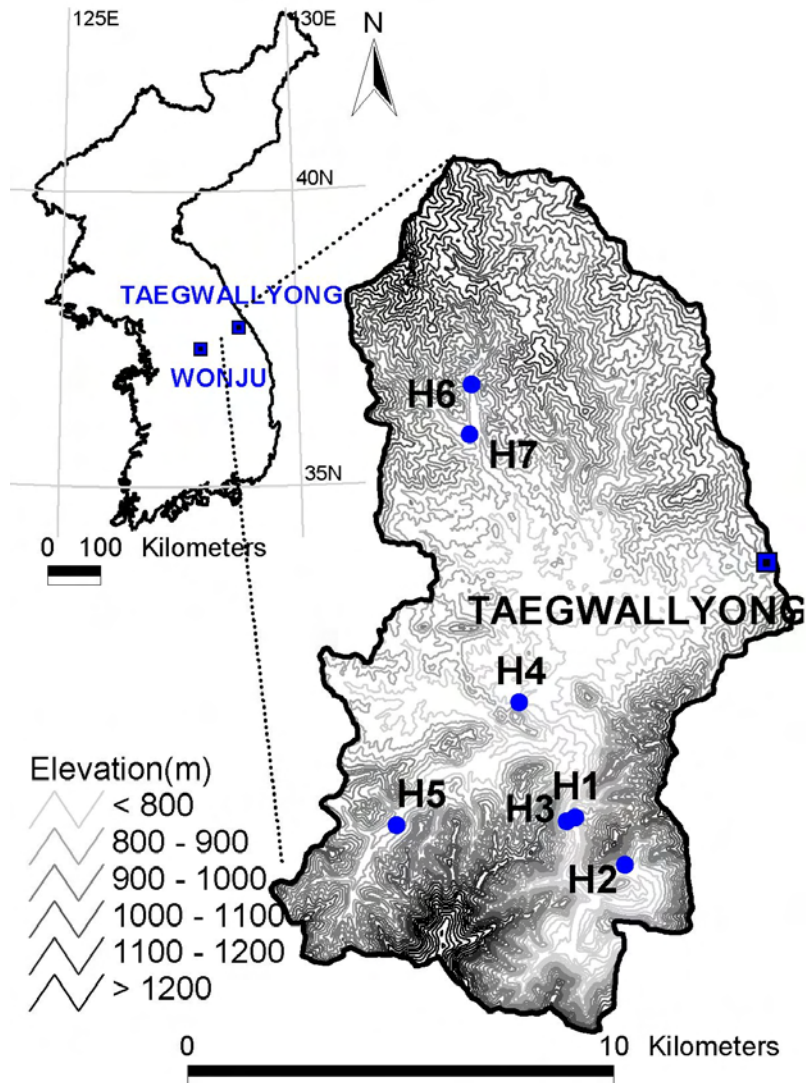 125E
130E
N
40N
TAEGWALLYONG
WONJU
35N
0 100 Kilometers
H6
H7
TAEGWALLYONG
H4
H5
H3
H1
H2
Elevation(m)
< 800
800 - 900
900 - 1000
1000 - 1100
1100 - 1200
> 1200
0 10 Kilometers